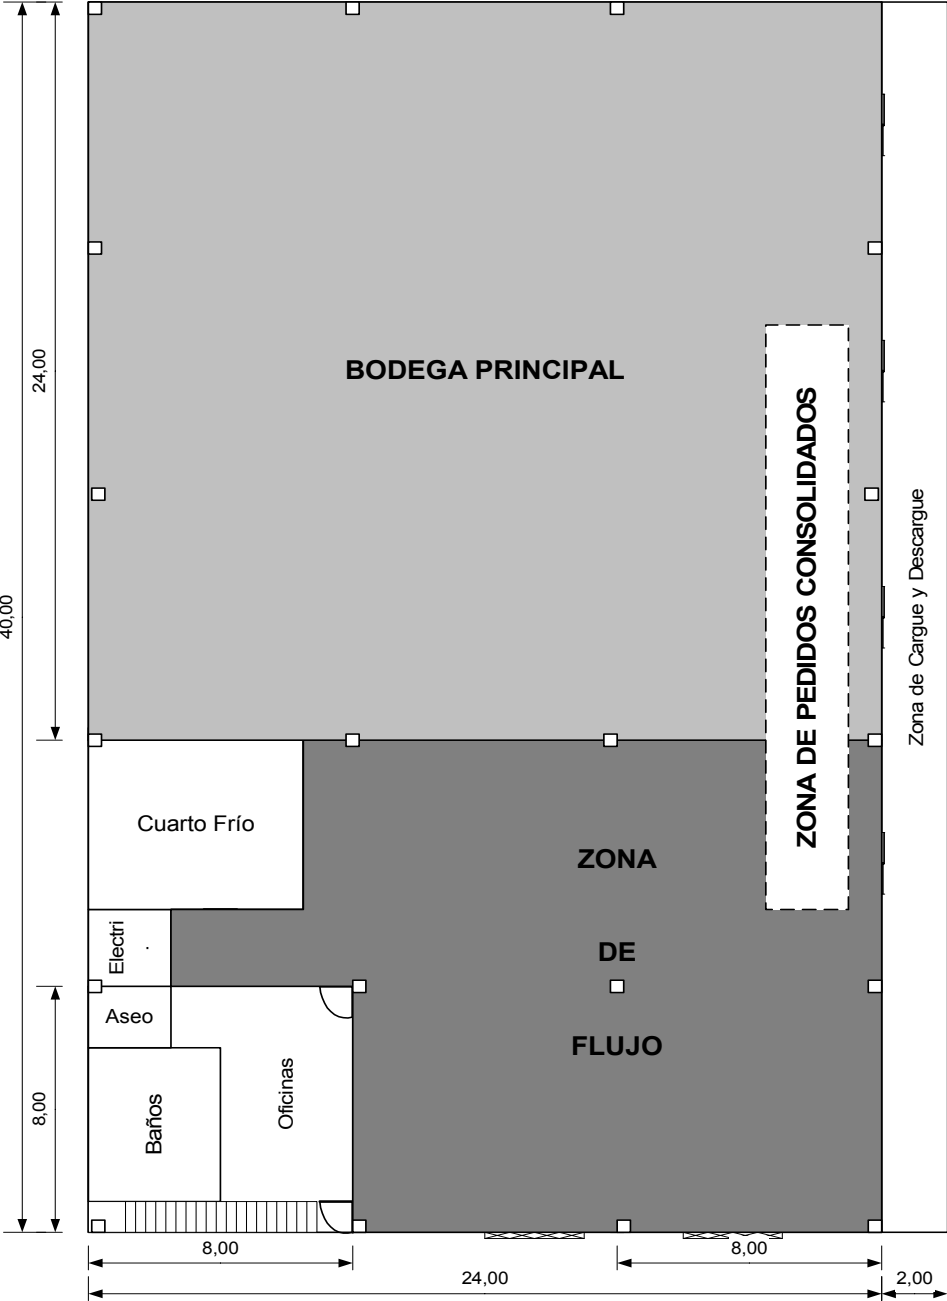 24,00
BODEGA PRINCIPAL
ZONA DE PEDIDOS CONSOLIDADOS
Zona de Cargue y Descargue
40,00
Cuarto Frío
ZONA
DE
FLUJO
Electri
.
Aseo
Oficinas
Baños
8,00
8,00
8,00
24,00
2,00